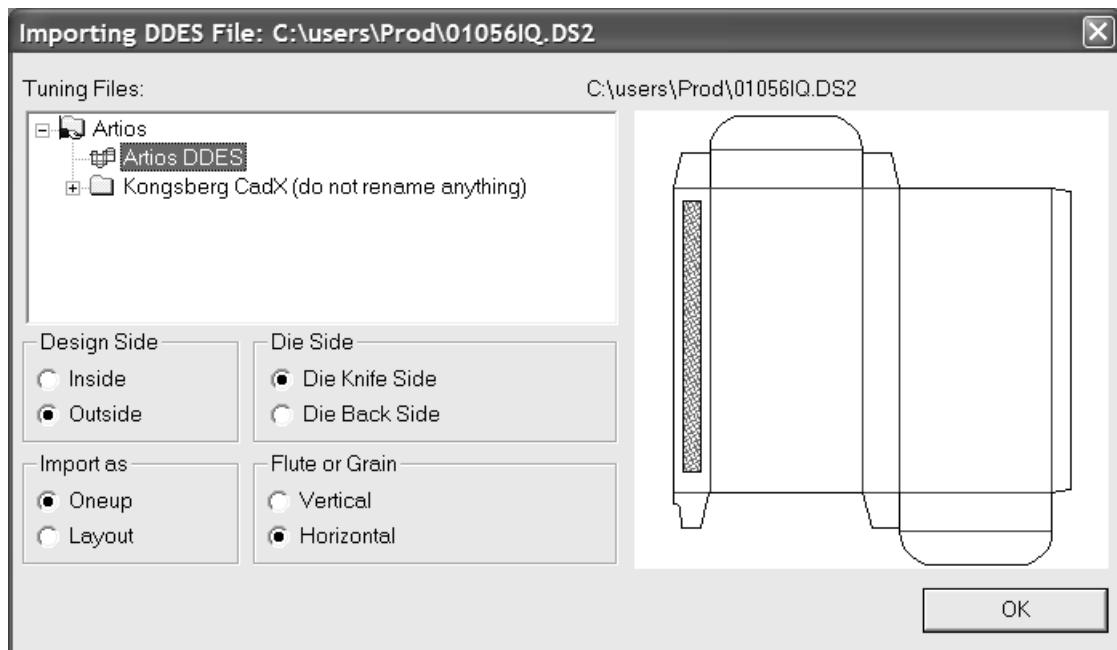 Importing DDES File: C:\users\Prod\01056IQ.DS2
Tuning Files:
C:\users\Prod\01056IQ.DS2
Artios
Artios DDES
Kongsberg CadX (do not rename anything)
Design Side
Inside
Outside
Die Side
Die Knife Side
Die Back Side
Import as
Oneup
Layout
Flute or Grain
Vertical
Horizontal
OK